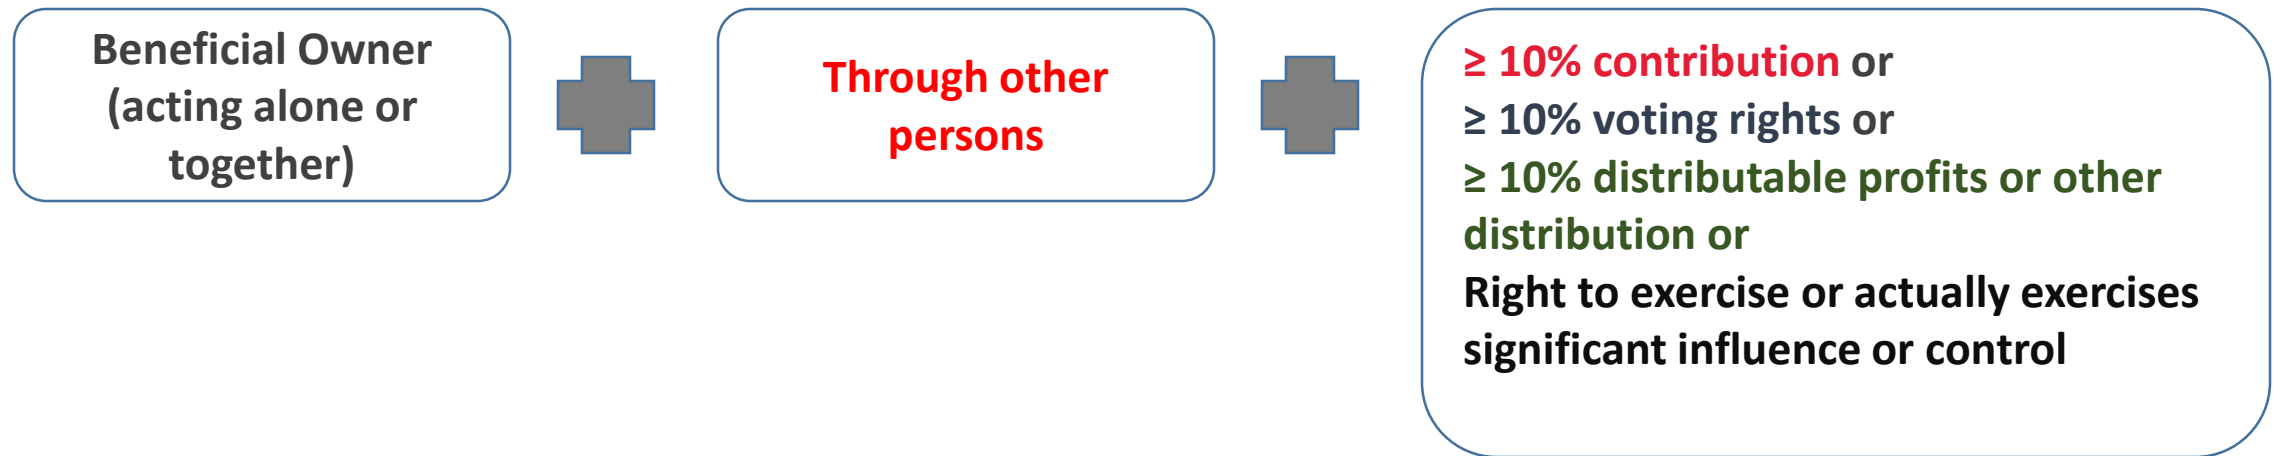 Beneficial Owner
(acting alone or
together)
Through other
persons
≥ 10% contribution or
≥ 10% voting rights or
≥ 10% distributable profits or other
distribution or
Right to exercise or actually exercises
significant influence or control